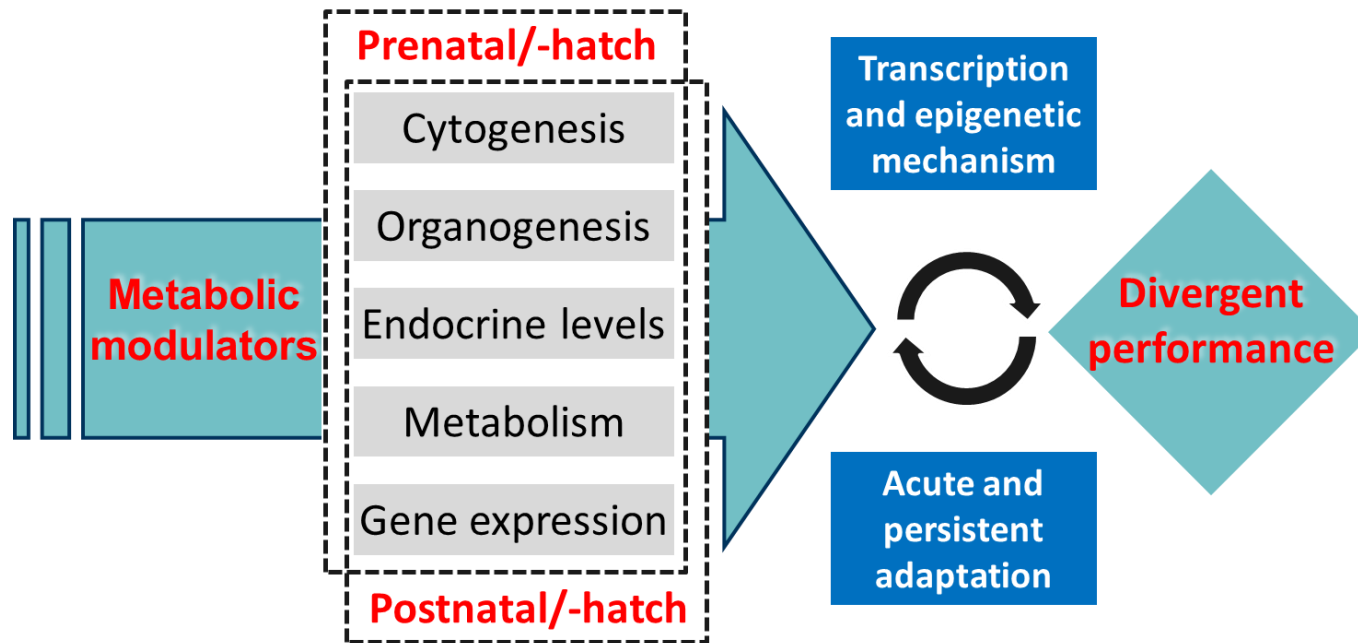 Prenatal/-hatch
Cytogenesis
Organogenesis
Endocrine levels
Metabolism
Gene expression
Postnatal/-hatch
Metabolic
modulators
Transcription
and epigenetic
mechanism
Acute and
persistent
adaptation
Divergent
performance